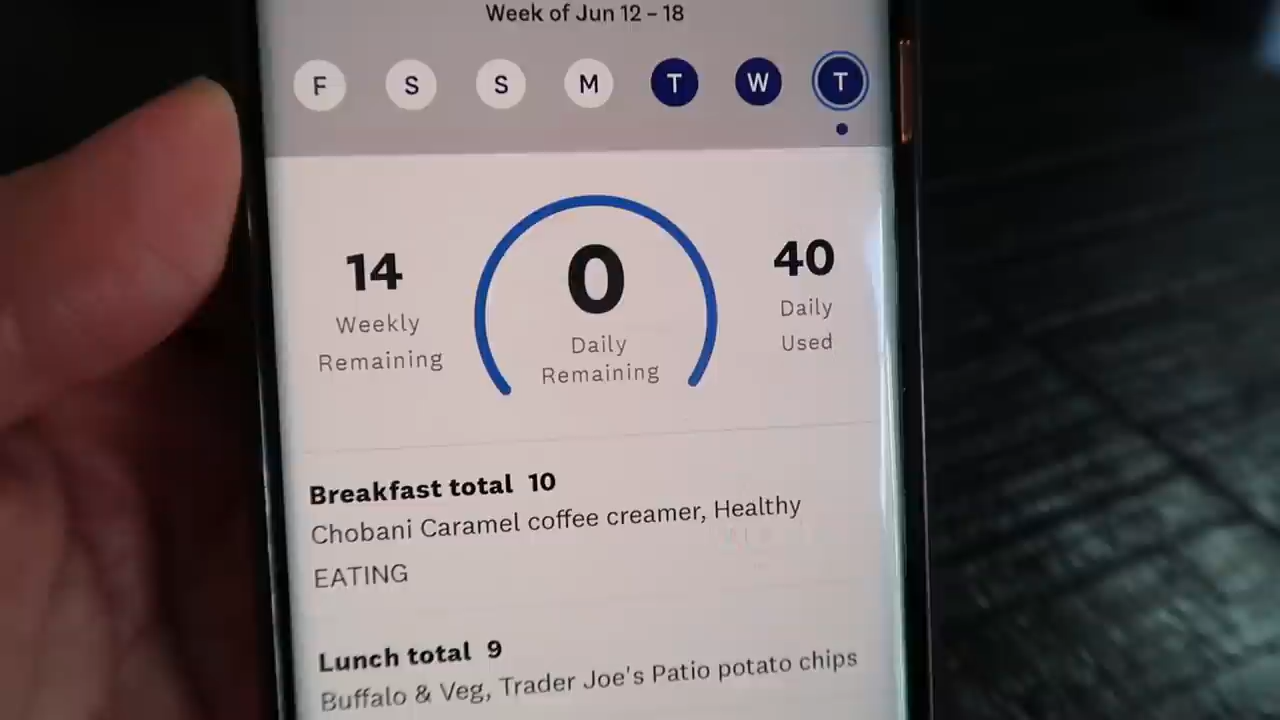 Week of Jun 12 – 18
F S S M T W T
14
Weekly
Remaining
0
Daily
Remaining
40
Daily
Used
Breakfast total 10
Chobani Caramel coffee creamer, Healthy
EATING
Lunch total 9
Buffalo & Veg, Trader Joe's Patio potato chips